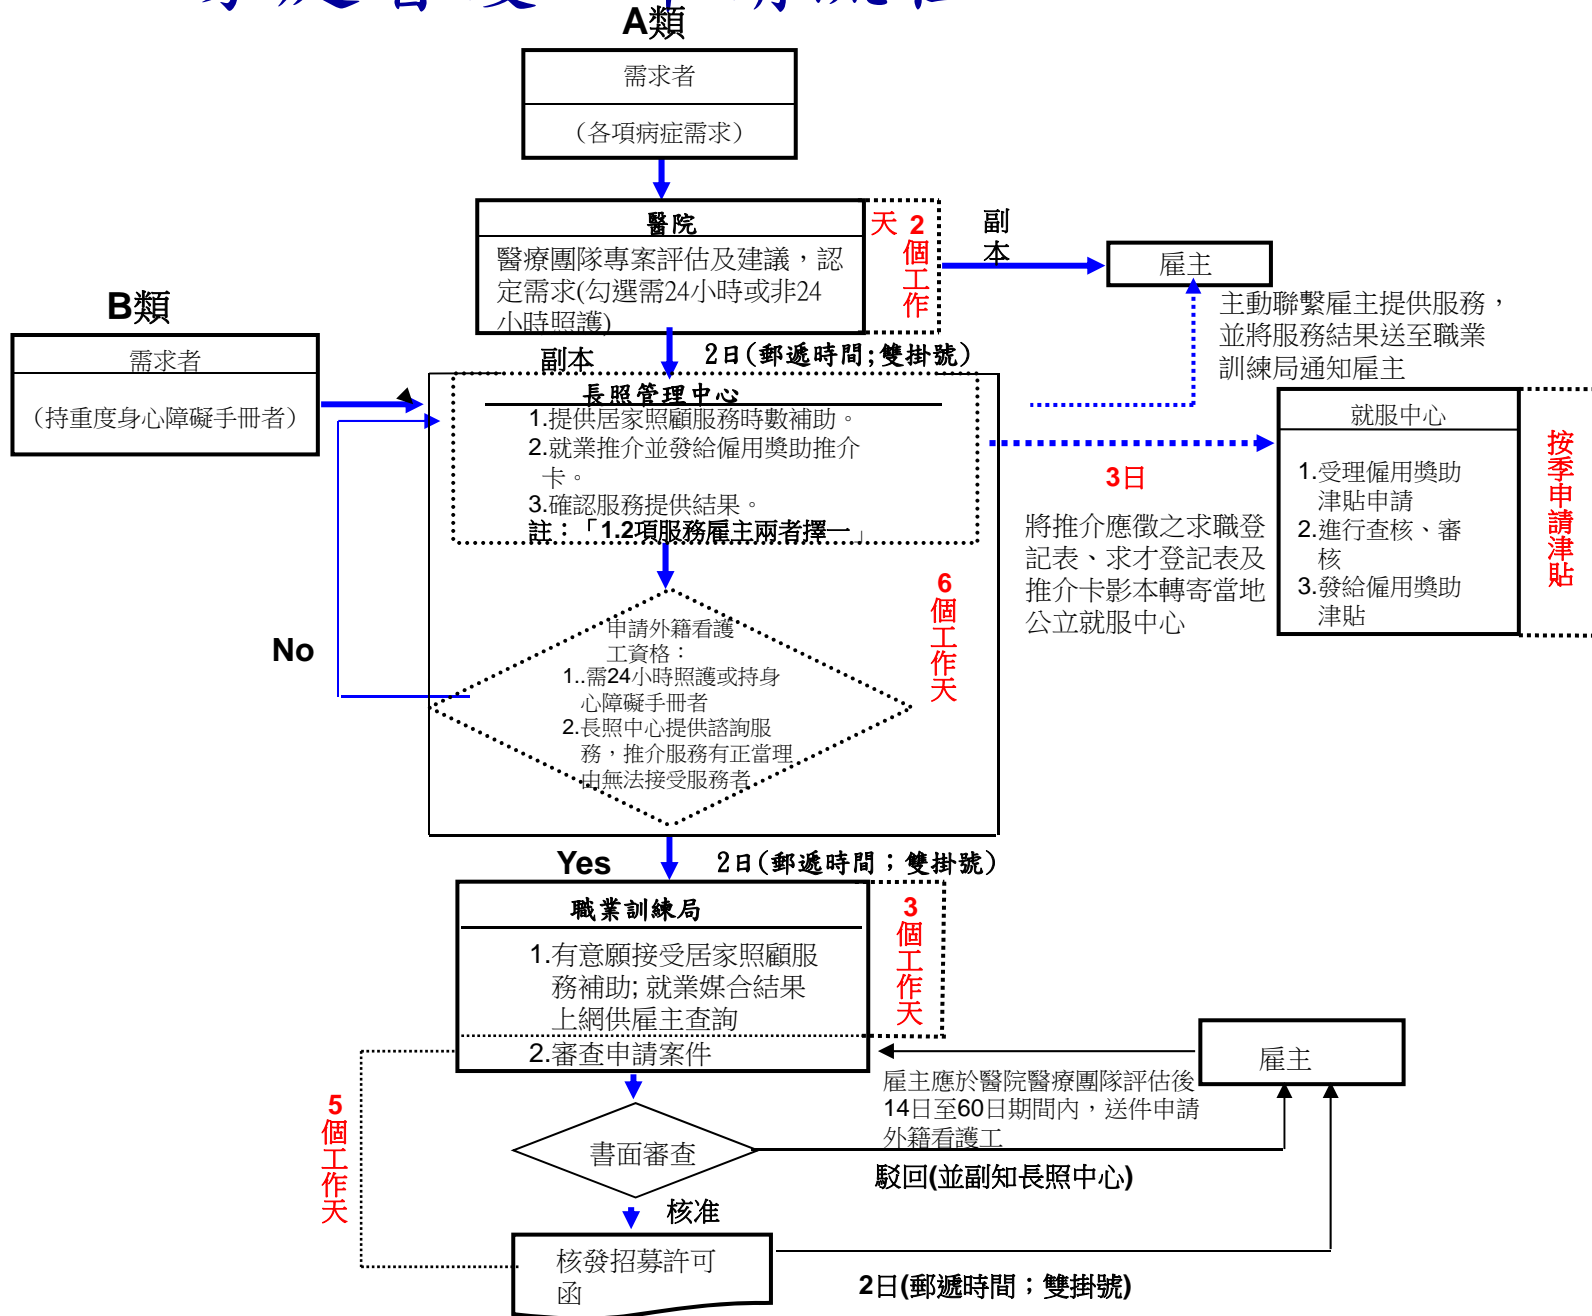 A類
需求者
（各項病症需求）
醫院
醫療團隊專案評估及建議，認
定需求(勾選需24小時或非24
小時照護)
2個工作天
副本
雇主
主動聯繫雇主提供服務，
並將服務結果送至職業
訓練局通知雇主
B類
需求者
（持重度身心障礙手冊者）
副本
2日(郵遞時間;雙掛號)
長照管理中心
1.提供居家照顧服務時數補助。
2.就業推介並發給僱用獎助推介
卡。
3.確認服務提供結果。
註：「1.2項服務雇主兩者擇一」
3日
將推介應徵之求職登
記表、求才登記表及
推介卡影本轉寄當地
公立就服中心
就服中心
1.受理僱用獎助
津貼申請
2.進行查核、審
核
3.發給僱用獎助
津貼
按季申請津貼
6個工作天
申請外籍看護
工資格：
1..需24小時照護或持身
心障礙手冊者
2.長照中心提供諮詢服
務，推介服務有正當理
由無法接受服務者
No
Yes
2日(郵遞時間；雙掛號)
職業訓練局
1.有意願接受居家照顧服
務補助; 就業媒合結果
上網供雇主查詢
2.審查申請案件
3個工作天
雇主
雇主應於醫院醫療團隊評估後
14日至60日期間內，送件申請
外籍看護工
5個工作天
書面審查
駁回(並副知長照中心)
核准
核發招募許可
函
2日(郵遞時間；雙掛號)